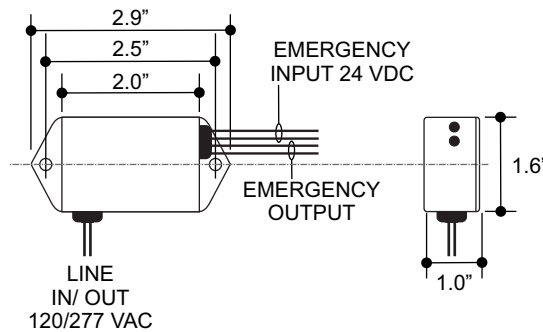 2.9”
2.5”
2.0”
EMERGENCY
INPUT 24 VDC
EMERGENCY
OUTPUT
LINE
IN/ OUT
120/277 VAC
1.6”
1.0”